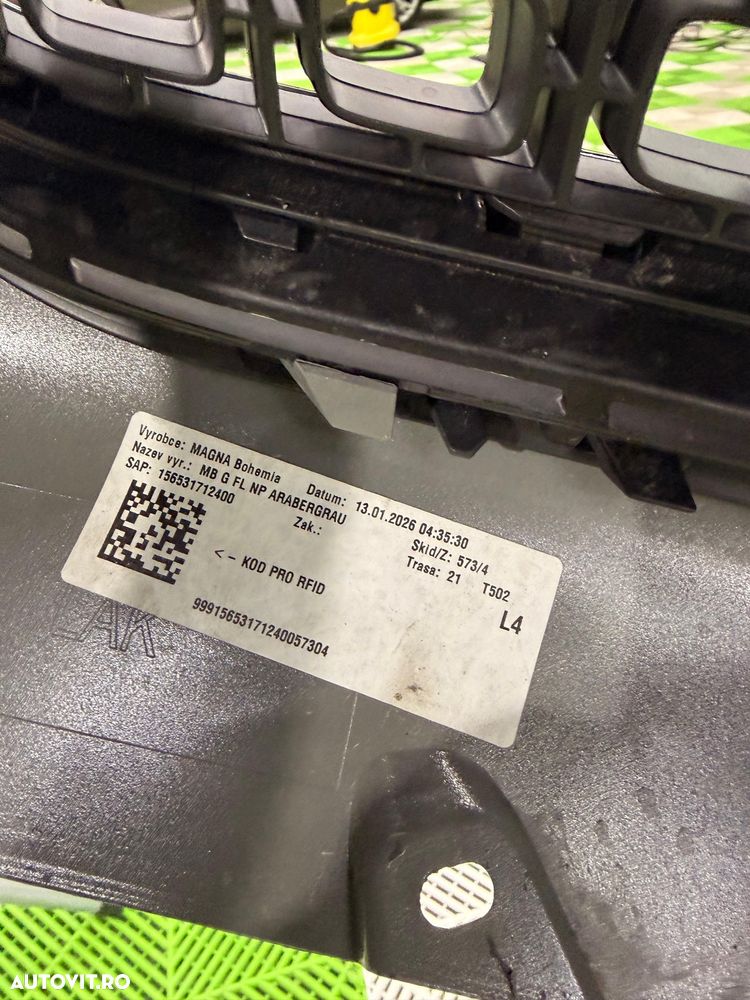 Vyrobce: MAGNA Bohemia
Datum: 13.01.2026 04:35:30
Nazev vyr.: MB G FL NP ARABERGRAU
Skid/Z: 573/4
SAP: 156531712400
Zak.:
Trasa: 21
T502
<- KOD PRO RFID
L4
99915653171240057304
AUTOVIT.RO